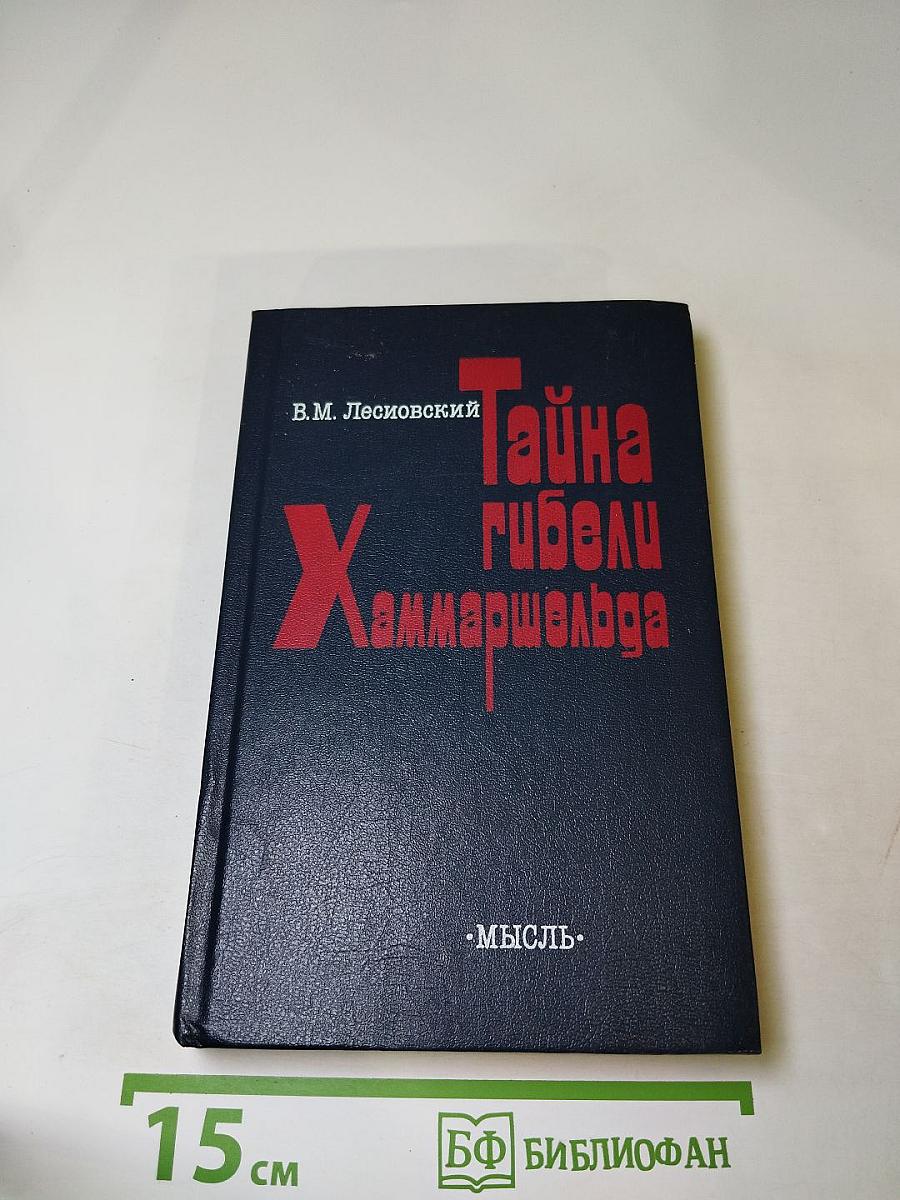 В.М. Лесиовский
Тайна
гибели
Хаммаршельда
·МЫСЛЬ·
15 см
БФ БИБЛИОФАН